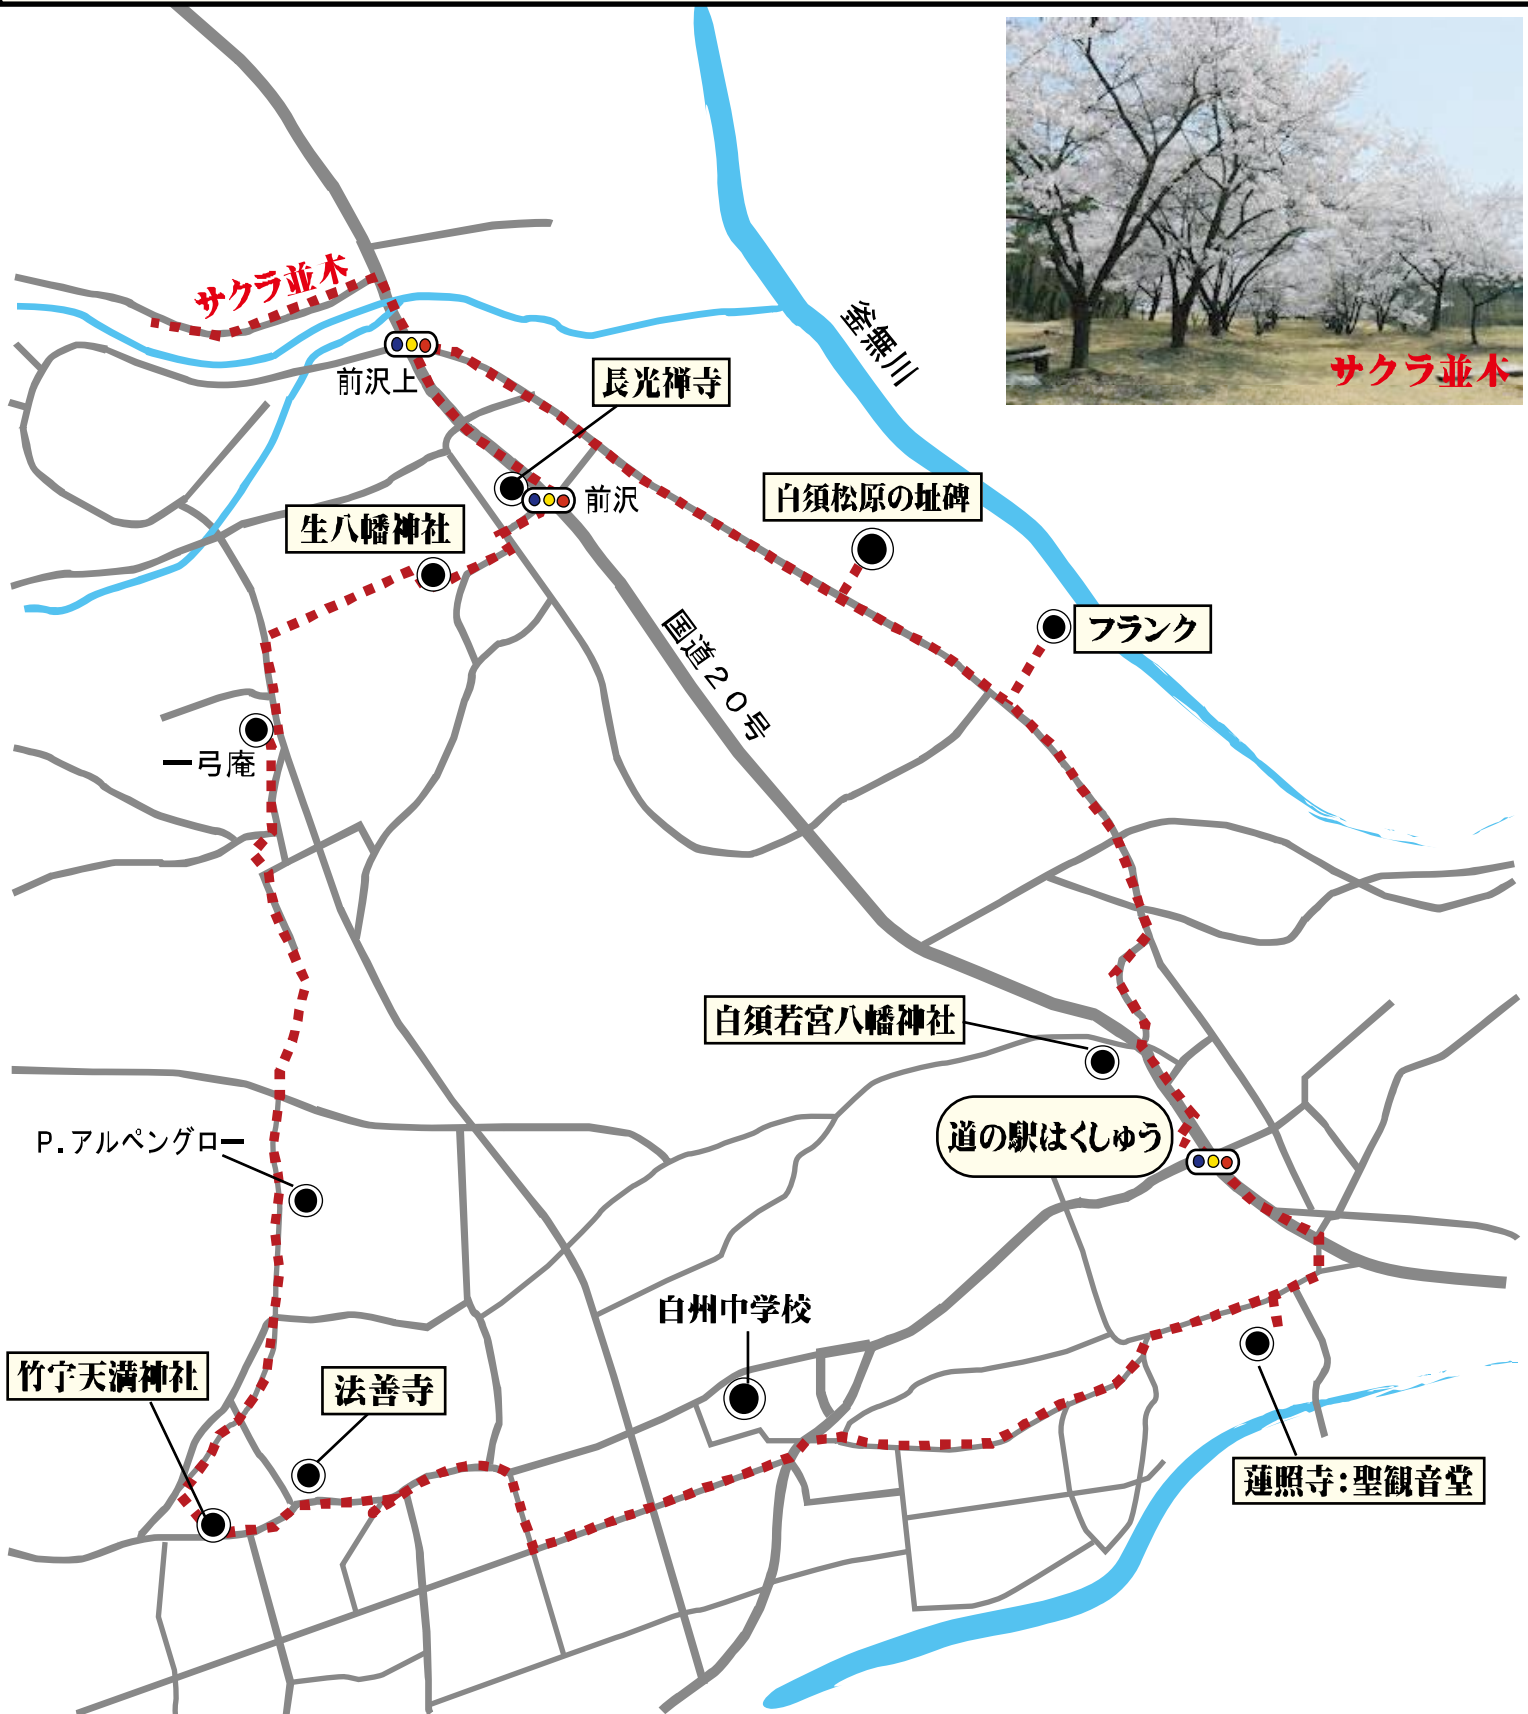 サクラ並木
サクラ並木
釜無川
前沢上
長光禅寺
前沢
白須松原の址碑
生八幡神社
フランク
国道20号
一弓庵
白須若宮八幡神社
道の駅はくしゅう
P.アルペングロー
白州中学校
竹宇天満神社
法善寺
蓮照寺:聖観音堂